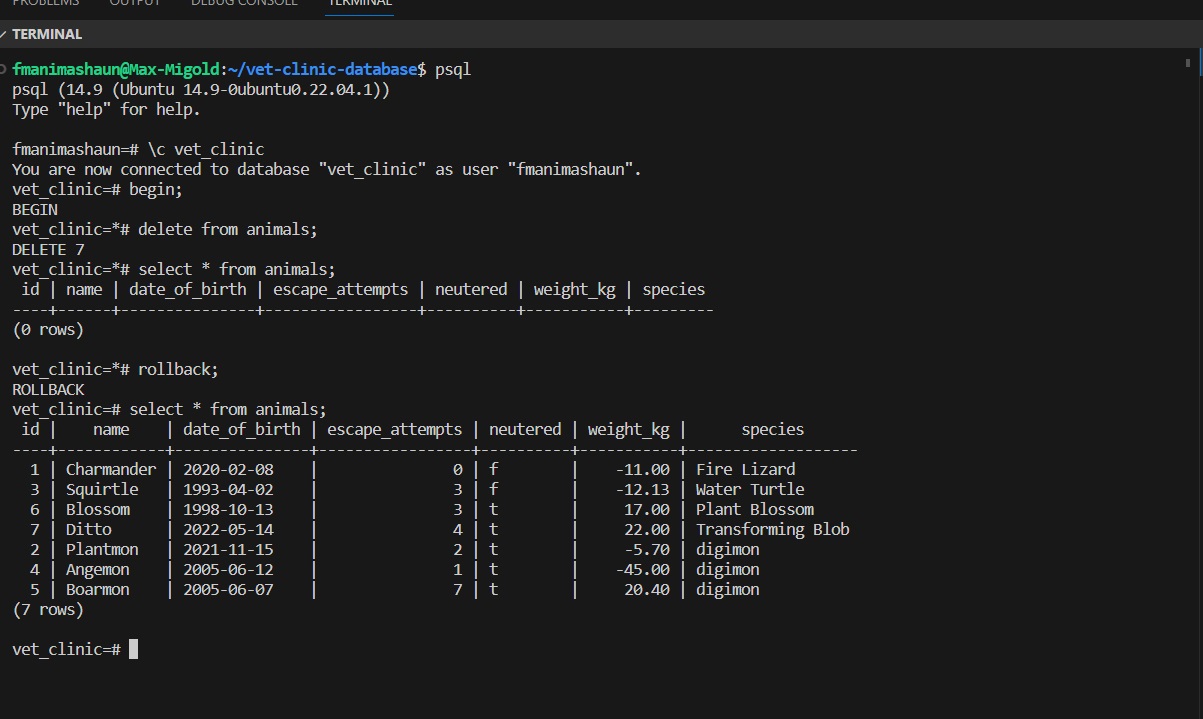 PROBLEMS OUTPUT DEBUG CONSOLE TERMINAL
TERMINAL
fmanimashaun@Max-Migold:~/vet-clinic-database$ psql
psql (14.9 (Ubuntu 14.9-0ubuntu0.22.04.1))
Type "help" for help.
fmanimashaun=# \c vet_clinic
You are now connected to database "vet_clinic" as user "fmanimashaun".
vet_clinic=# begin;
BEGIN
vet_clinic=*# delete from animals;
DELETE 7
vet_clinic=*# select * from animals;
 id | name | date_of_birth | escape_attempts | neutered | weight_kg | species
----+------+---------------+-----------------+----------+-----------+---------
(0 rows)
vet_clinic=*# rollback;
ROLLBACK
vet_clinic=# select * from animals;
 id |    name    | date_of_birth | escape_attempts | neutered | weight_kg |      species
----+------------+---------------+-----------------+----------+-----------+-------------------
  1 | Charmander | 2020-02-08    |               0 | f        |    -11.00 | Fire Lizard
  3 | Squirtle   | 1993-04-02    |               3 | f        |    -12.13 | Water Turtle
  6 | Blossom    | 1998-10-13    |               3 | t        |     17.00 | Plant Blossom
  7 | Ditto      | 2022-05-14    |               4 | t        |     22.00 | Transforming Blob
  2 | Plantmon   | 2021-11-15    |               2 | t        |     -5.70 | digimon
  4 | Angemon    | 2005-06-12    |               1 | t        |    -45.00 | digimon
  5 | Boarmon    | 2005-06-07    |               7 | t        |     20.40 | digimon
(7 rows)
vet_clinic=#